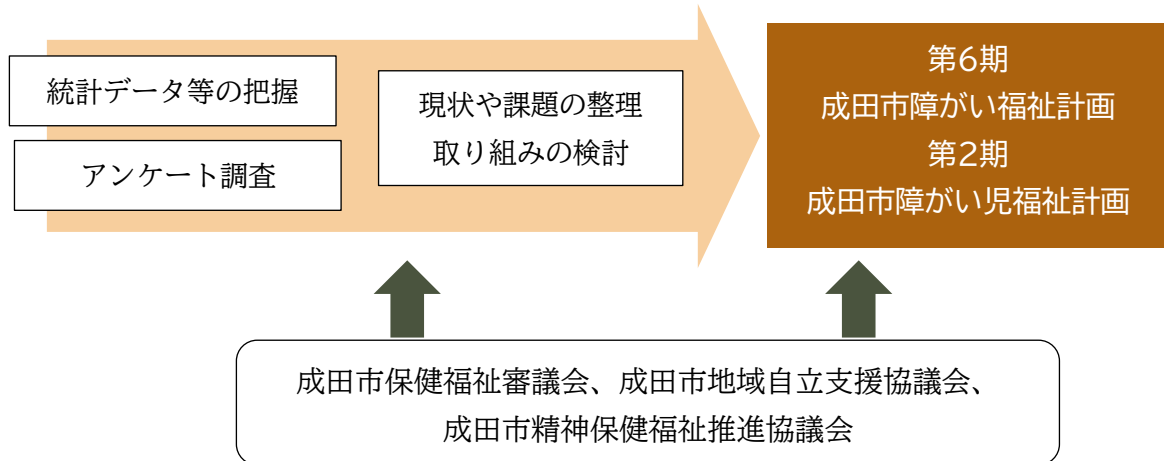 統計データ等の把握
アンケート調査
現状や課題の整理
取り組みの検討
第6期
成田市障がい福祉計画
第2期
成田市障がい児福祉計画
成田市保健福祉審議会、成田市地域自立支援協議会、
成田市精神保健福祉推進協議会